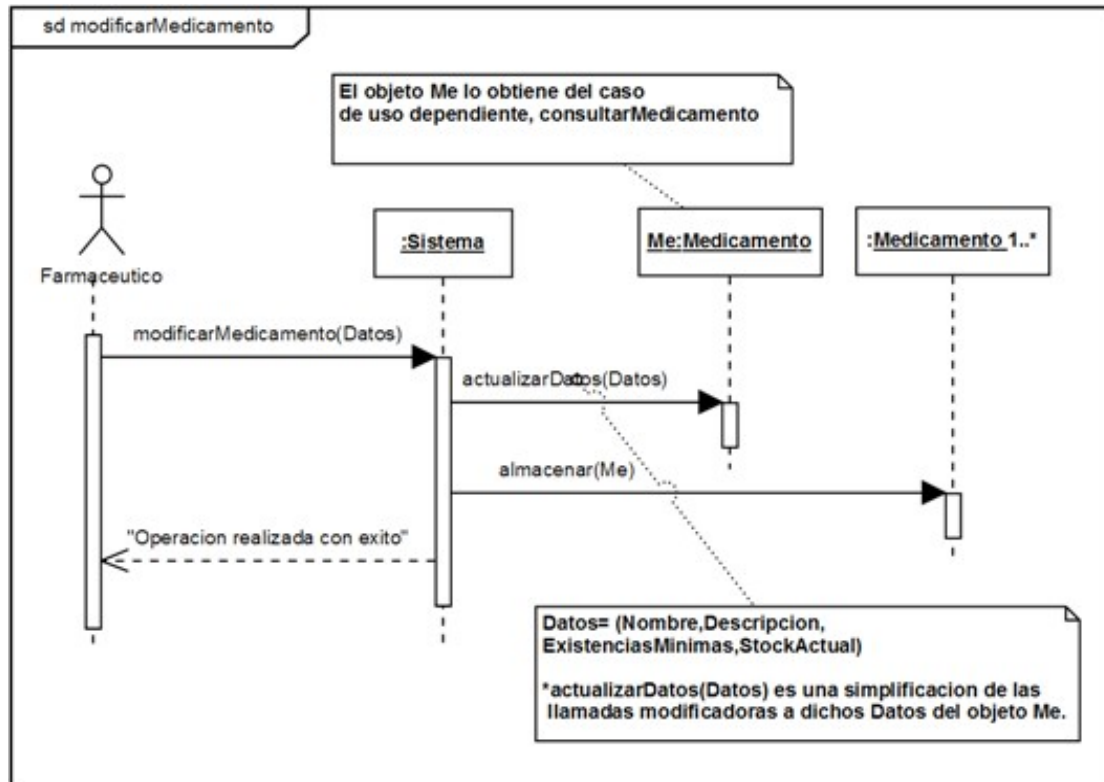 sd modificarMedicamento
El objeto Me lo obtiene del caso
de uso dependiente, consultarMedicamento
:Sistema
Me:Medicamento
:Medicamento 1..*
Farmaceutico
modificarMedicamento(Datos)
actualizarDatos(Datos)
almacenar(Me)
"Operacion realizada con exito"
Datos= (Nombre,Descripcion,
ExistenciasMinimas,StockActual)
*actualizarDatos(Datos) es una simplificacion de las
llamadas modificadoras a dichos Datos del objeto Me.